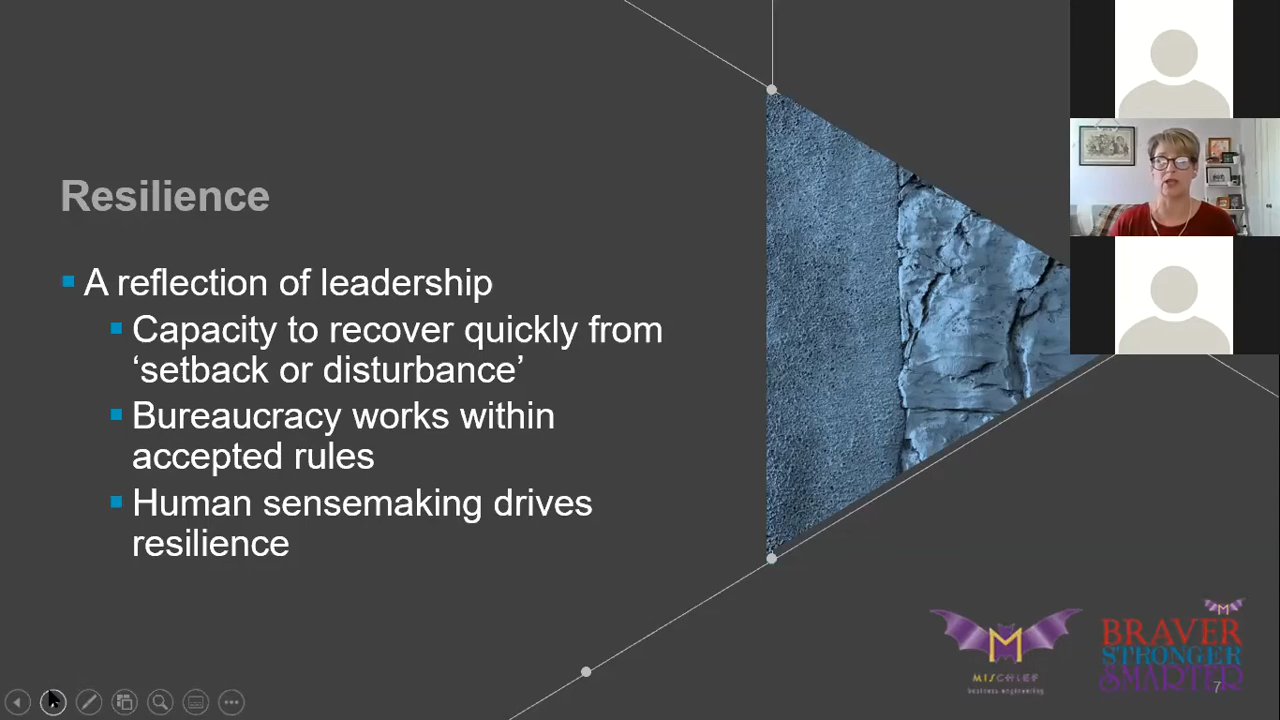 Resilience
A reflection of leadership
Capacity to recover quickly from
‘setback or disturbance’
Bureaucracy works within
accepted rules
Human sensemaking drives
resilience
M
MISCHIEF
business engineering
M
BRAVER
STRONGER
SMARTER
7